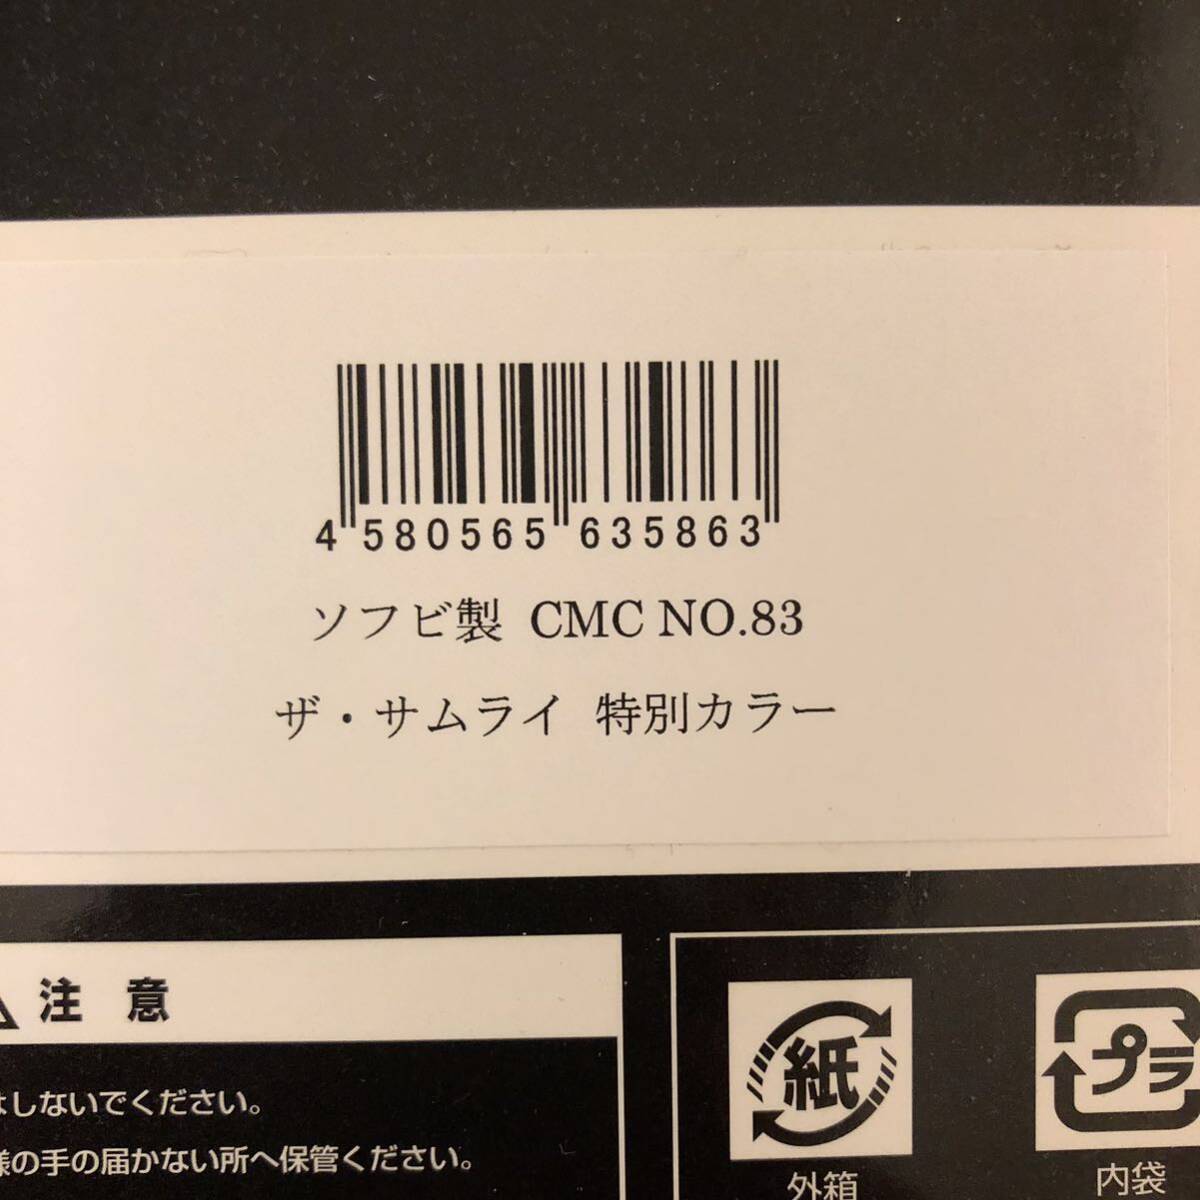 4 580565 635863
ソフビ製 CMC NO.83
ザ・サムライ 特別カラー
注 意
しないでください。
の手の届かない所へ保管ください。
紙
外箱
プラ
内袋